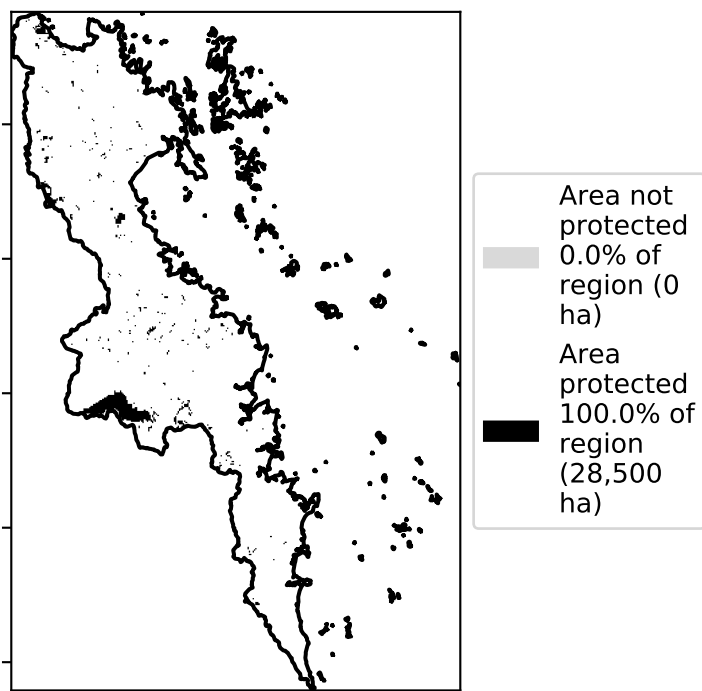 Area not
protected
0.0% of
region (0
ha)
Area
protected
100.0% of
region
(28,500
ha)